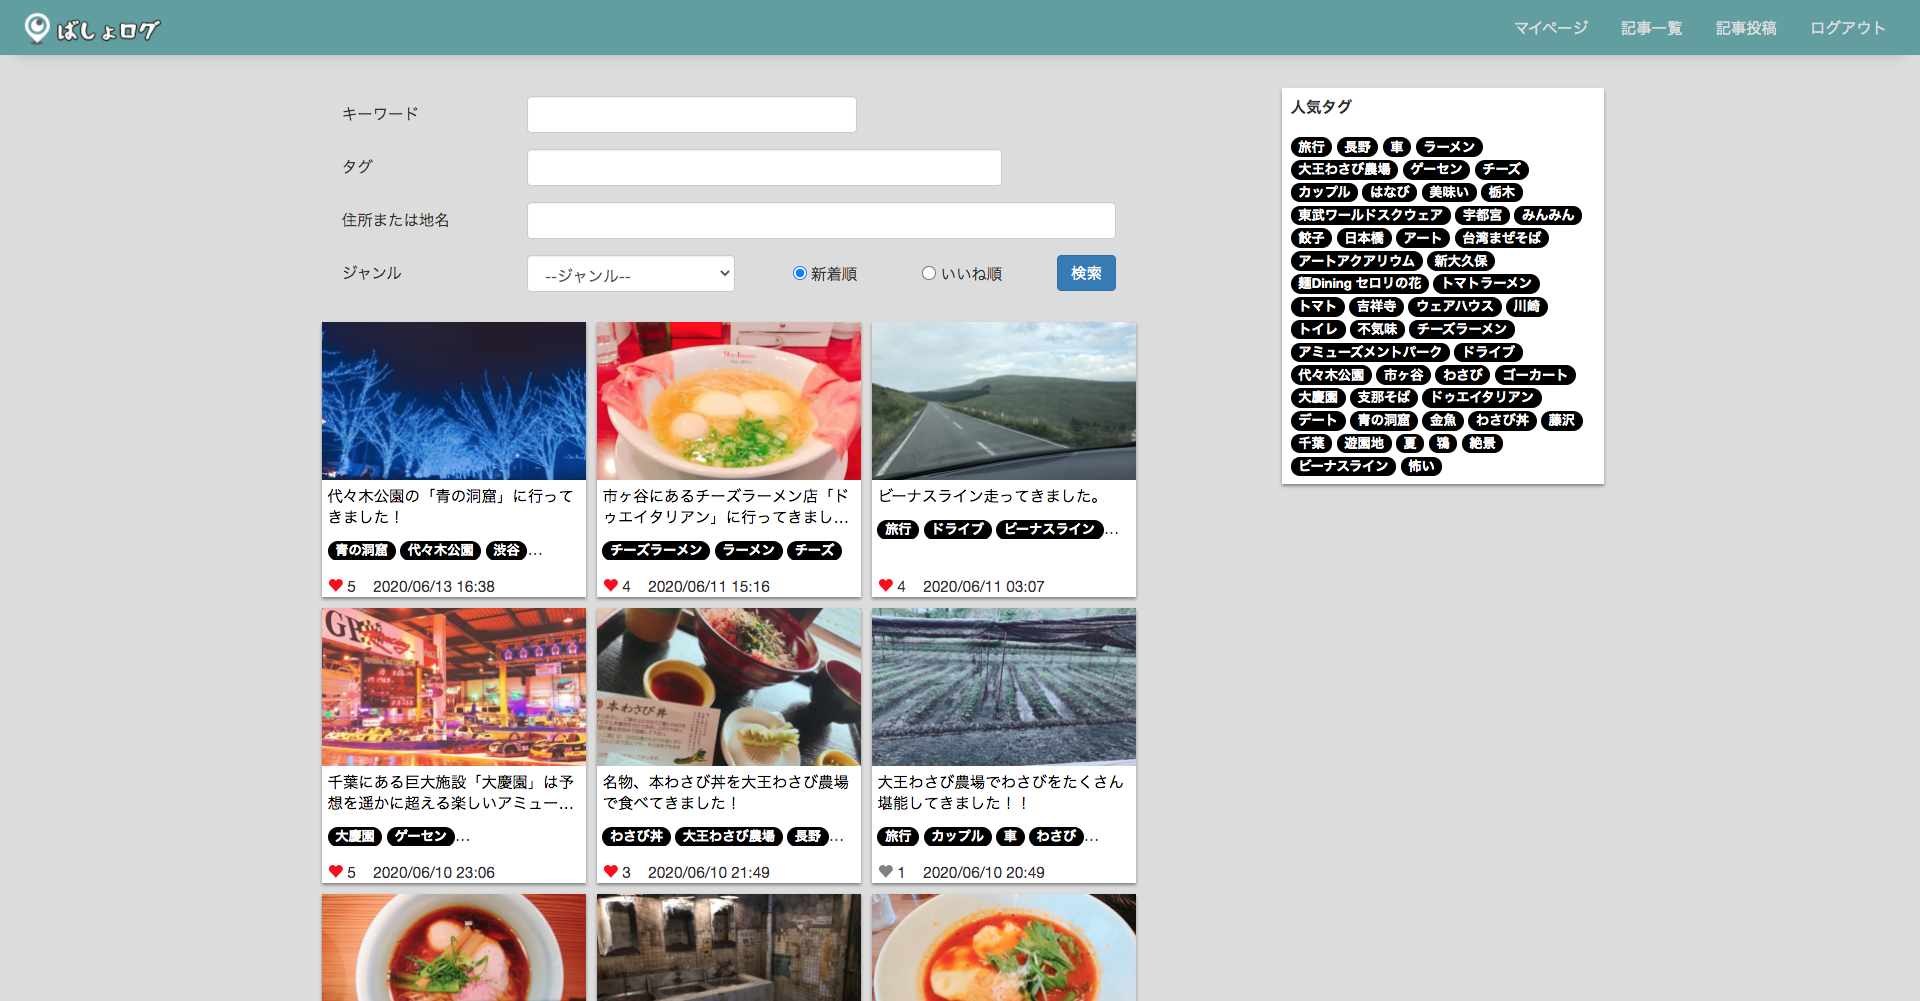 ばしょログ
マイページ 記事一覧 記事投稿 ログアウト
キーワード
タグ
住所または地名
ジャンル --ジャンル-- 新着順 いいね順 検索
人気タグ
旅行 長野 車 ラーメン
大王わさび農場 ゲーセン チーズ
カップル はなび 美味い 栃木
東武ワールドスクウェア 宇都宮 みんみん
餃子 日本橋 アート 台湾まぜそば
アートアクアリウム 新大久保
麺Dining セロリの花 トマトラーメン
トマト 吉祥寺 ウェアハウス 川崎
トイレ 不気味 チーズラーメン
アミューズメントパーク ドライブ
代々木公園 市ヶ谷 わさび ゴーカート
大慶園 支那そば ドゥエイタリアン
デート 青の洞窟 金魚 わさび丼 藤沢
千葉 遊園地 夏 鶏 絶景
ビーナスライン 怖い
代々木公園の「青の洞窟」に行って
きました！
青の洞窟 代々木公園 渋谷 ...
5 2020/06/13 16:38
市ヶ谷にあるチーズラーメン店「ド
ゥエイタリアン」に行ってきまし...
チーズラーメン ラーメン チーズ
4 2020/06/11 15:16
ビーナスライン走ってきました。
旅行 ドライブ ビーナスライン ...
4 2020/06/11 03:07
千葉にある巨大施設「大慶園」は予
想を遥かに超える楽しいアミュー...
大慶園 ゲーセン ...
5 2020/06/10 23:06
本わさび丼
名物、本わさび丼を大王わさび農場
で食べてきました！
わさび丼 大王わさび農場 長野 ...
3 2020/06/10 21:49
大王わさび農場でわさびをたくさん
堪能してきました！！
旅行 カップル 車 わさび ...
1 2020/06/10 20:49